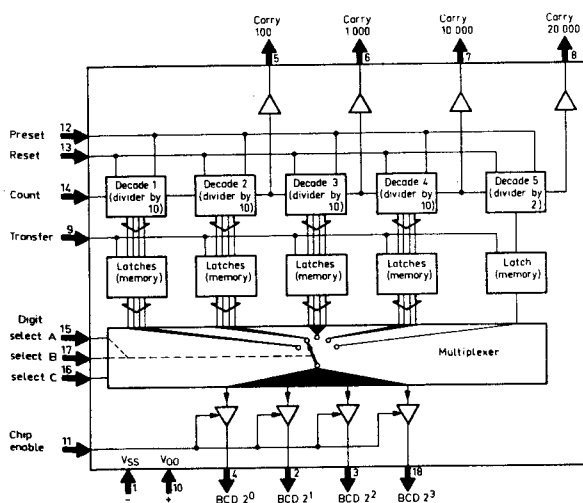 Carry
100
Carry
1 000
Carry
10 000
Carry
20 000
5
6
7
8
Preset 12
Reset 13
Count 14
Decade 1
(divider by
10)
Decade 2
(divider by
10)
Decade 3
(divider by
10)
Decade 4
(divider by
10)
Decade 5
(divider by
2)
Transfer 9
Latches
(memory)
Latches
(memory)
Latches
(memory)
Latches
(memory)
Latch
(memory)
Digit
select A 15
select B 17
select C 16
Multiplexer
Chip
enable 11
VSS
1
−
VDD
10
+
4
2
3
18
BCD 2⁰
BCD 2¹
BCD 2²
BCD 2³